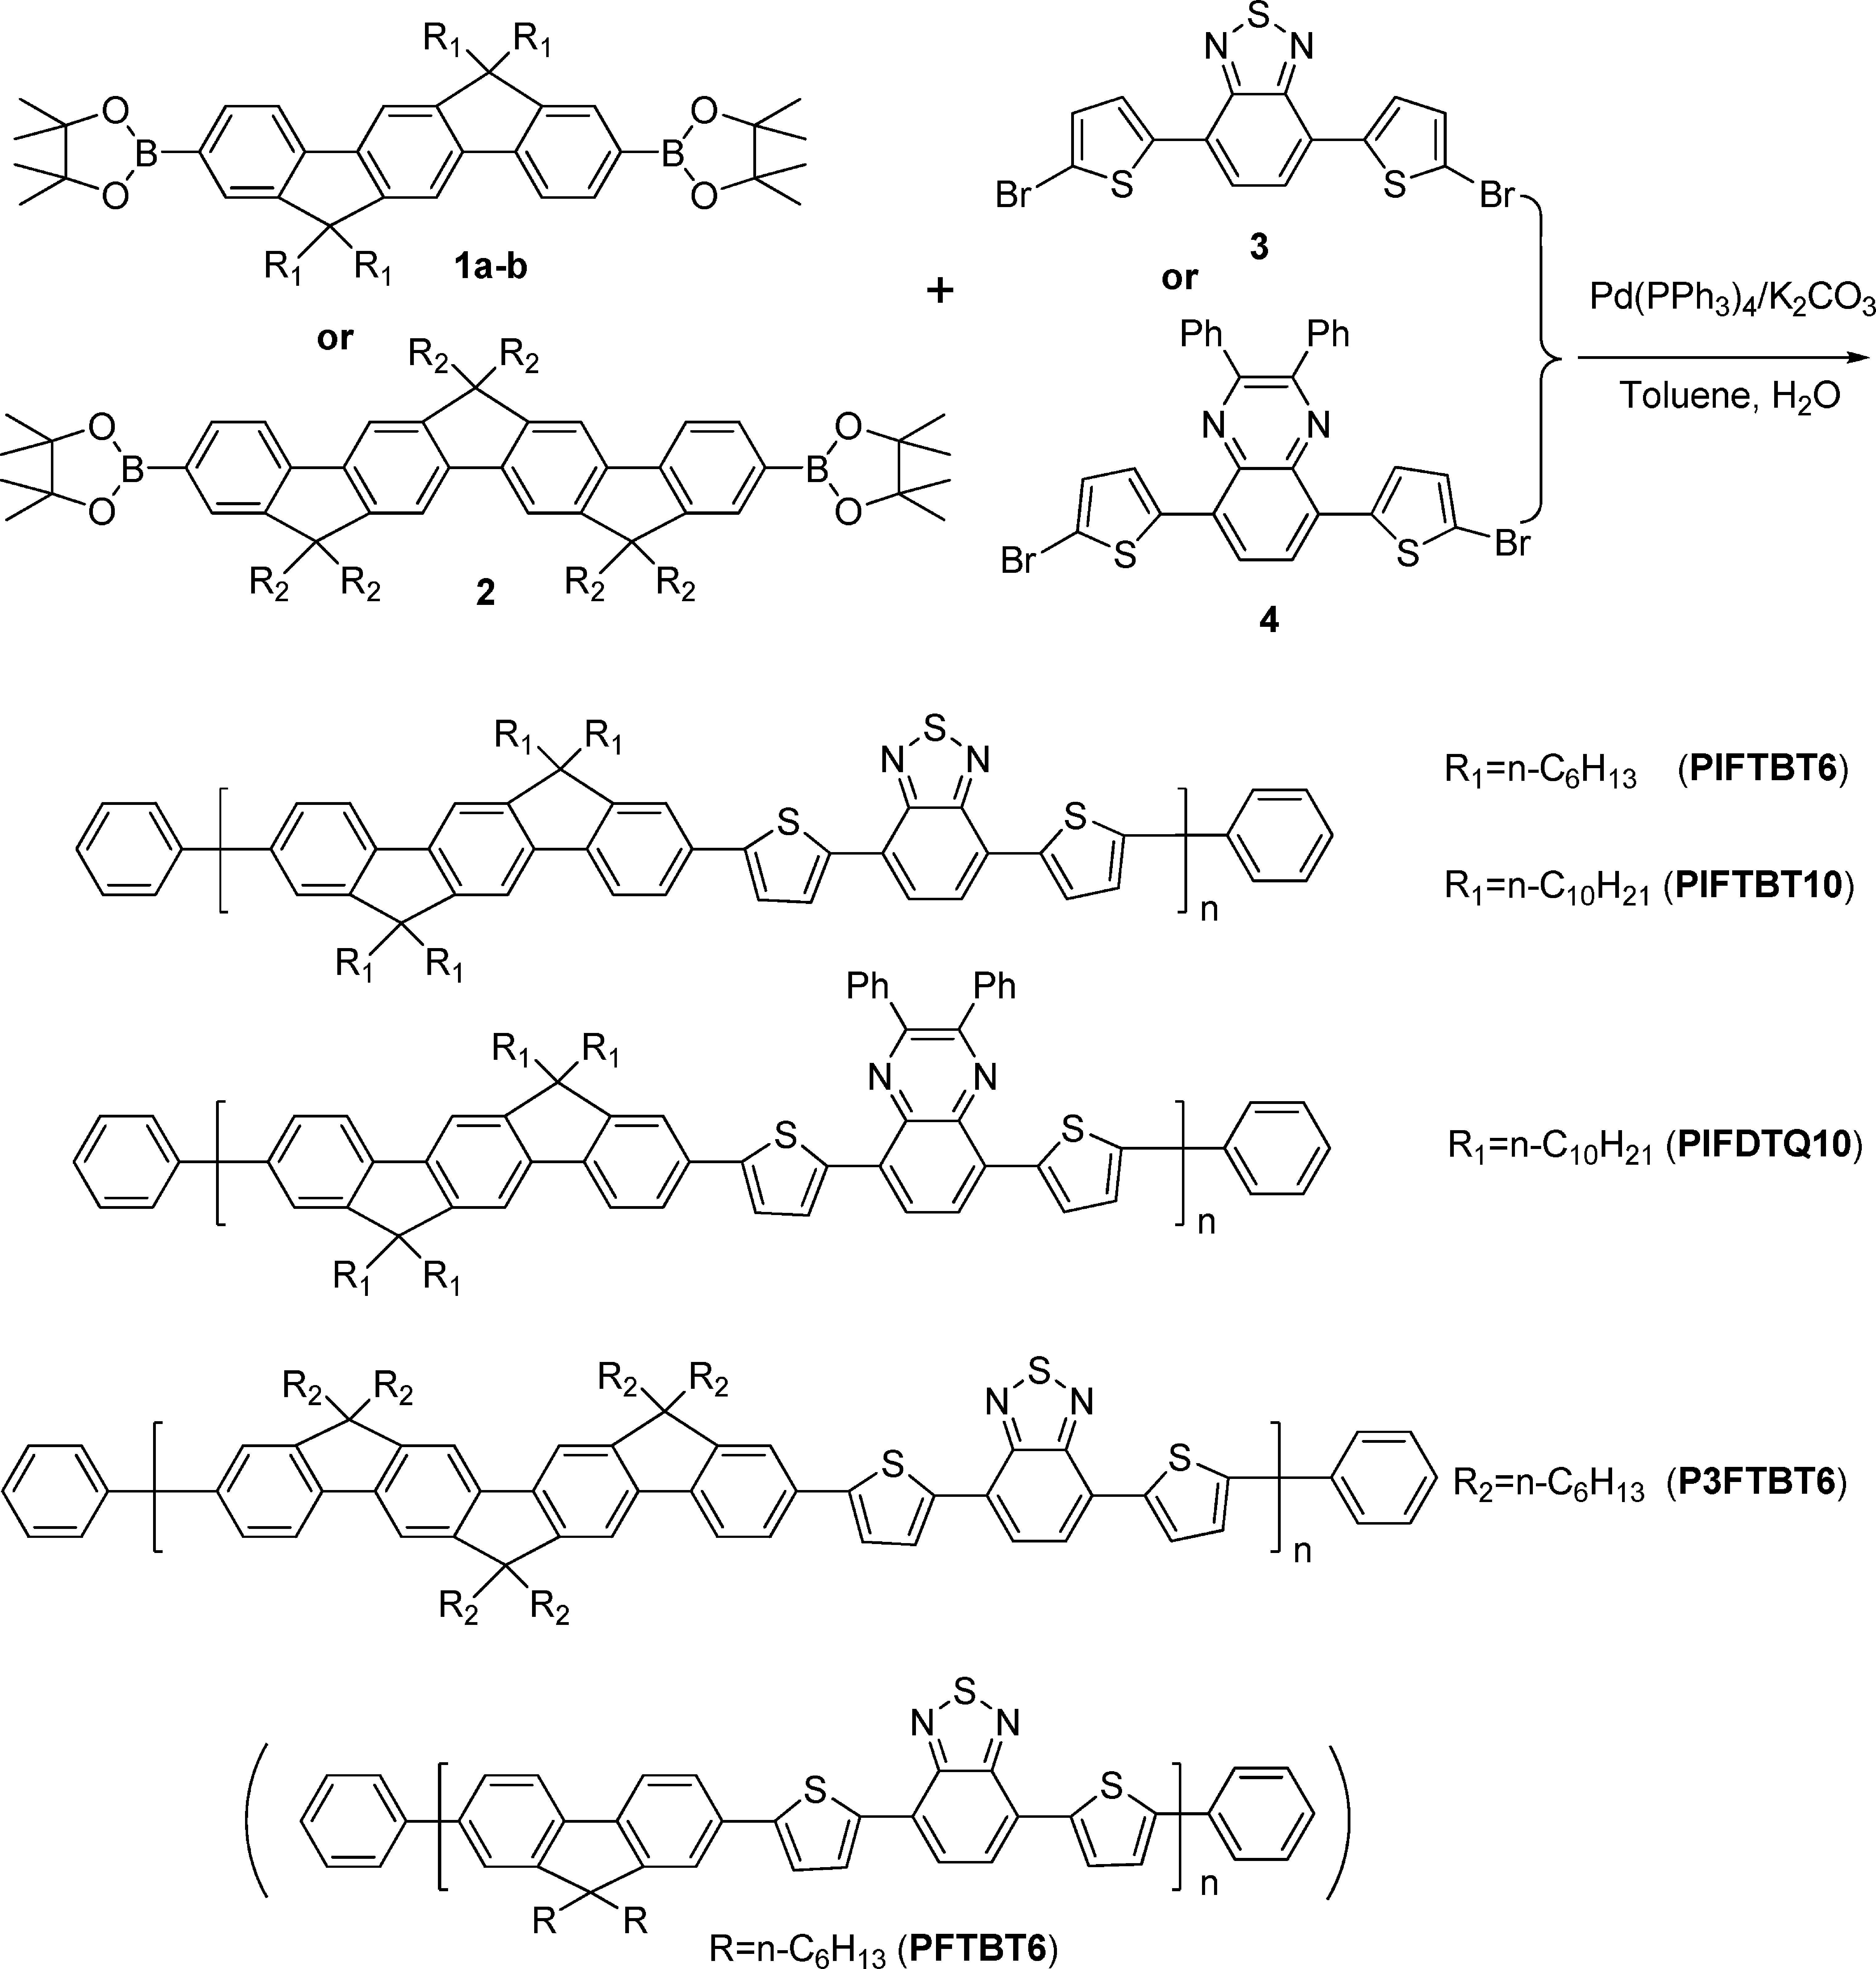 R1 R1
S
N N
O O
B B
O O
S S
Br Br
R1 R1
1a-b
3
or
+
Pd(PPh3)4/K2CO3
Toluene, H2O
or
Ph Ph
R2 R2
N N
O O
B B
O O
S S
Br Br
R2 R2 R2 R2
2
4
S
R1 R1
N N
R1=n-C6H13 (PIFTBT6)
S S
R1=n-C10H21 (PIFTBT10)
n
R1 R1
Ph Ph
R1 R1
N N
S S
R1=n-C10H21 (PIFDTQ10)
n
R1 R1
S
R2 R2 R2 R2
N N
S S
R2=n-C6H13 (P3FTBT6)
n
R2 R2
S
N N
S S
n
R R
R=n-C6H13 (PFTBT6)